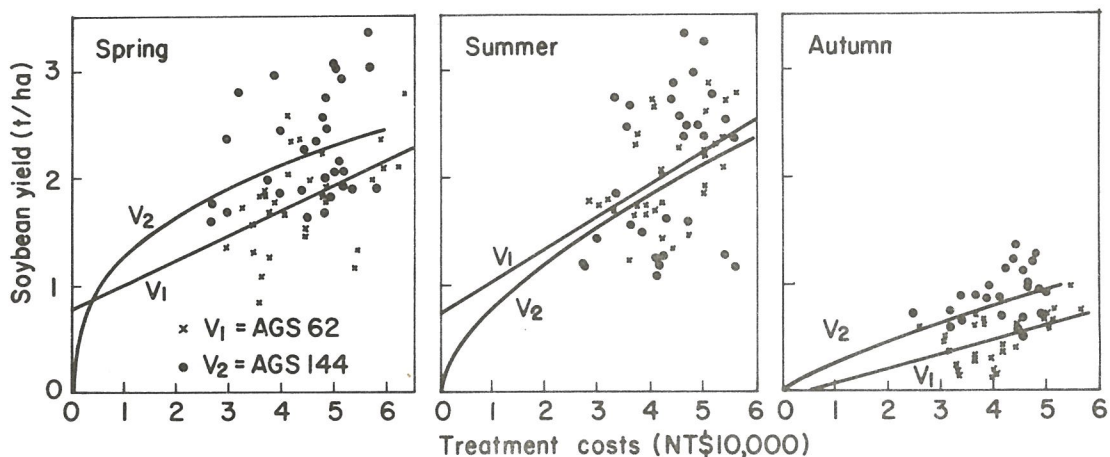 Spring
Summer
Autumn
Soybean yield (t/ha)
3
2
1
0
V₂
V₁
× V₁ = AGS 62
● V₂ = AGS 144
V₁
V₂
V₂
V₁
0 1 2 3 4 5 6
0 1 2 3 4 5 6
0 1 2 3 4 5 6
Treatment costs (NT$10,000)